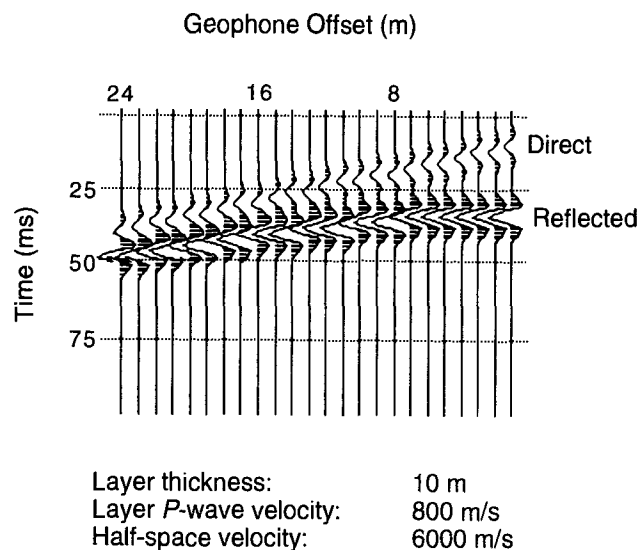 Geophone Offset (m)
24 16 8
Direct
25
Reflected
Time (ms)
50
75
Layer thickness: 10 m
Layer P-wave velocity: 800 m/s
Half-space velocity: 6000 m/s